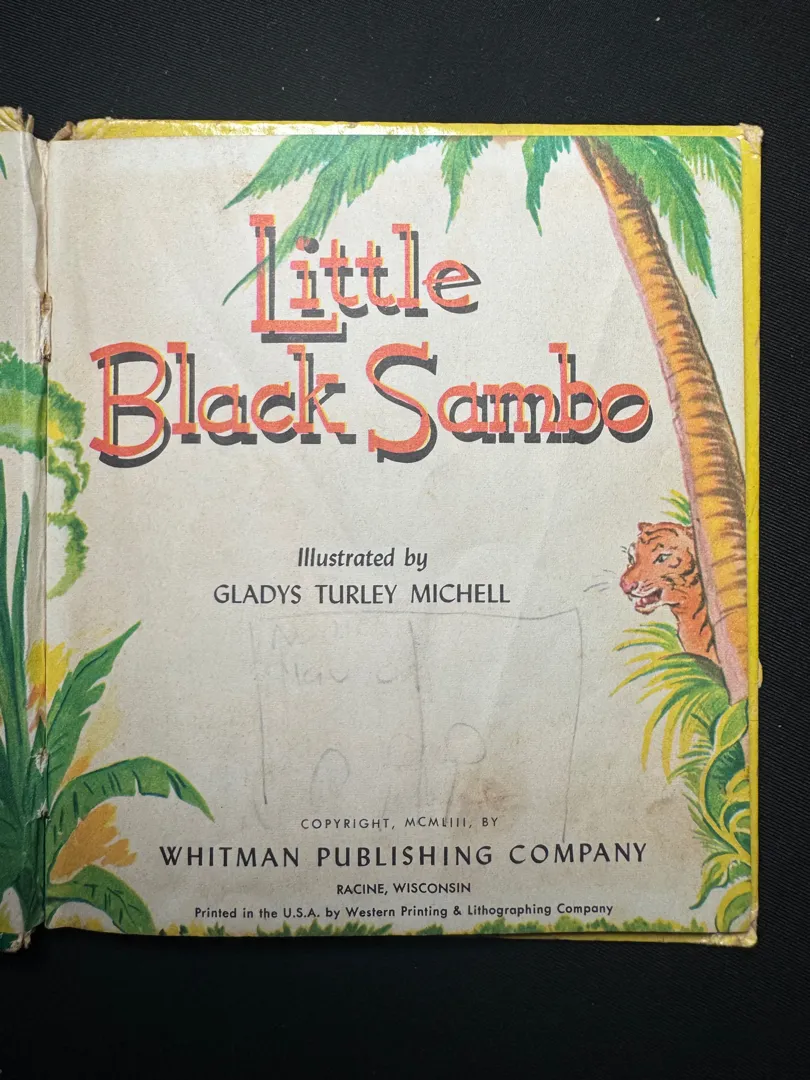 Little
Black Sambo
Illustrated by
GLADYS TURLEY MICHELL
COPYRIGHT, MCMLIII, BY
WHITMAN PUBLISHING COMPANY
RACINE, WISCONSIN
Printed in the U.S.A. by Western Printing & Lithographing Company